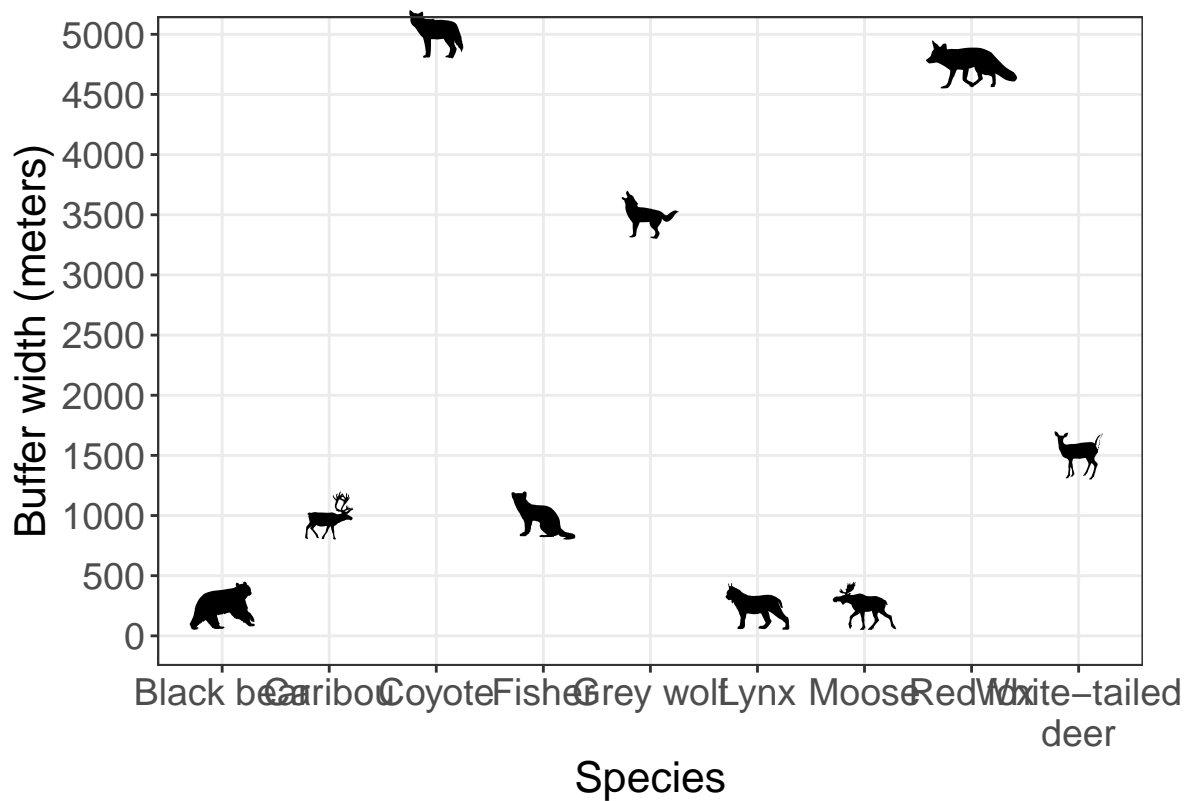 5000
4500
4000
3500
3000
2500
2000
1500
1000
500
0
Buffer width (meters)
Black bear
Caribou
Coyote
Fisher
Grey wolf
Lynx
Moose
Red fox
White−tailed
deer
Species